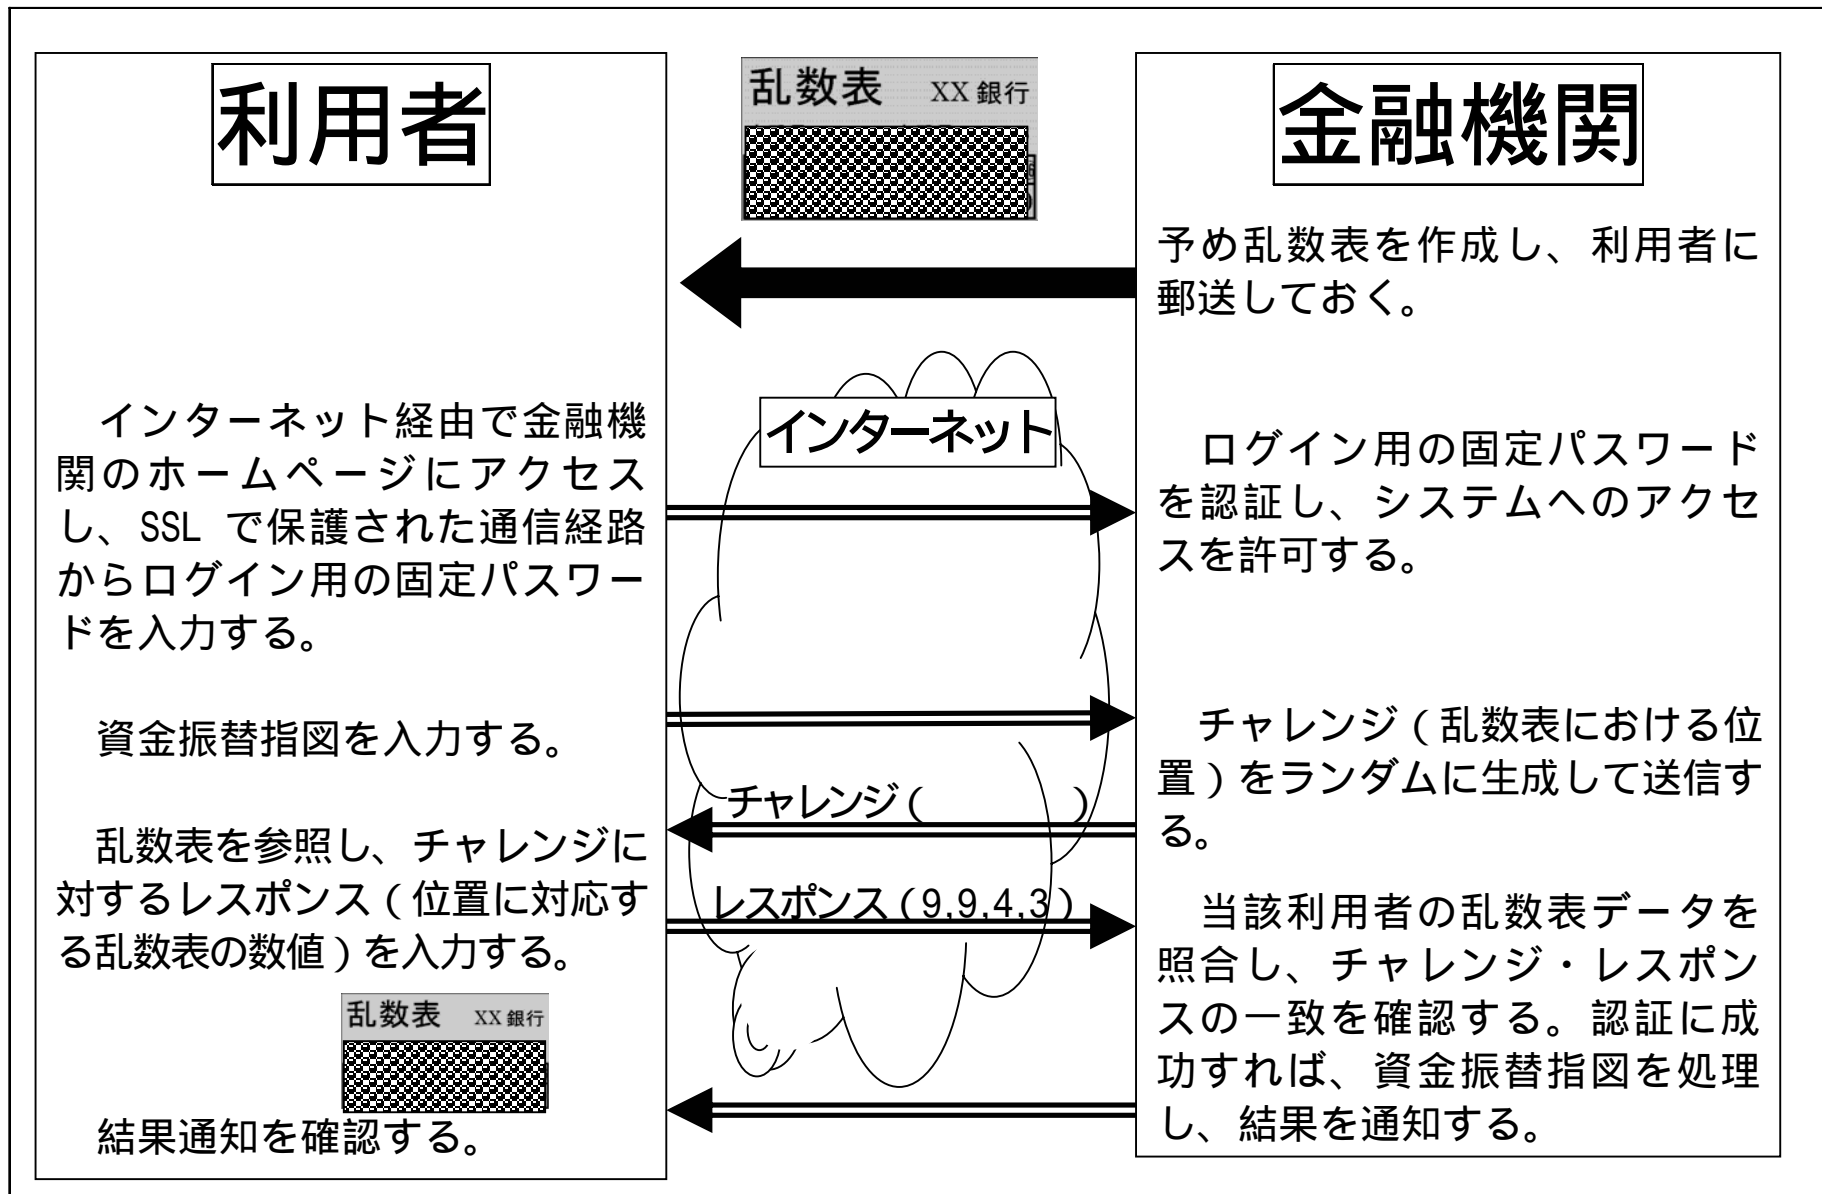 利用者
インターネット経由で金融機
関のホームページにアクセス
し、SSL で保護された通信経路
からログイン用の固定パスワー
ドを入力する。
資金振替指図を入力する。
乱数表を参照し、チャレンジに
対するレスポンス(位置に対応す
る乱数表の数値)を入力する。
乱数表 XX 銀行
結果通知を確認する。
乱数表 XX 銀行
インターネット
チャレンジ( )
レスポンス(9,9,4,3)
金融機関
予め乱数表を作成し、利用者に
郵送しておく。
ログイン用の固定パスワード
を認証し、システムへのアクセ
スを許可する。
チャレンジ(乱数表における位
置)をランダムに生成して送信す
る。
当該利用者の乱数表データを
照合し、チャレンジ・レスポン
スの一致を確認する。認証に成
功すれば、資金振替指図を処理
し、結果を通知する。